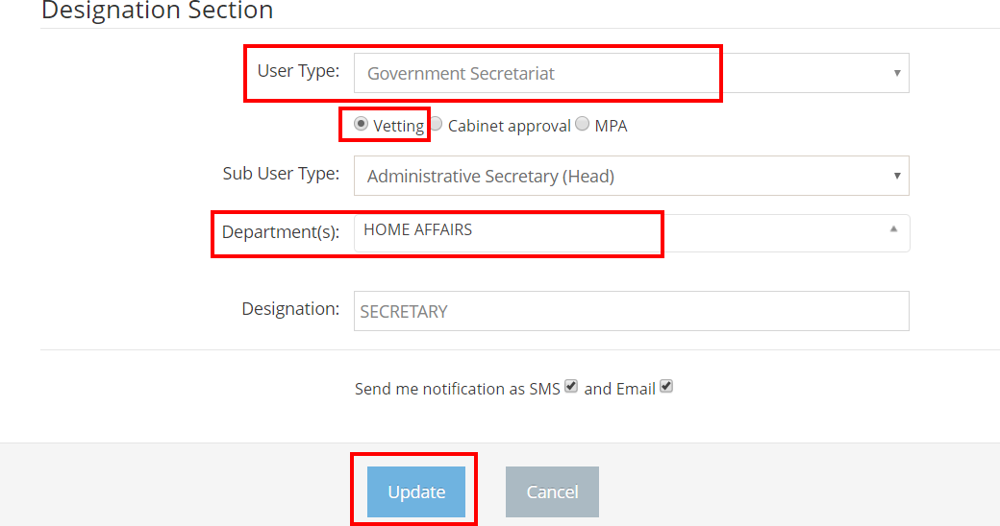 Designation Section
User Type: Government Secretariat
Vetting Cabinet approval MPA
Sub User Type: Administrative Secretary (Head)
Department(s): HOME AFFAIRS
Designation: SECRETARY
Send me notification as SMS and Email
Update Cancel